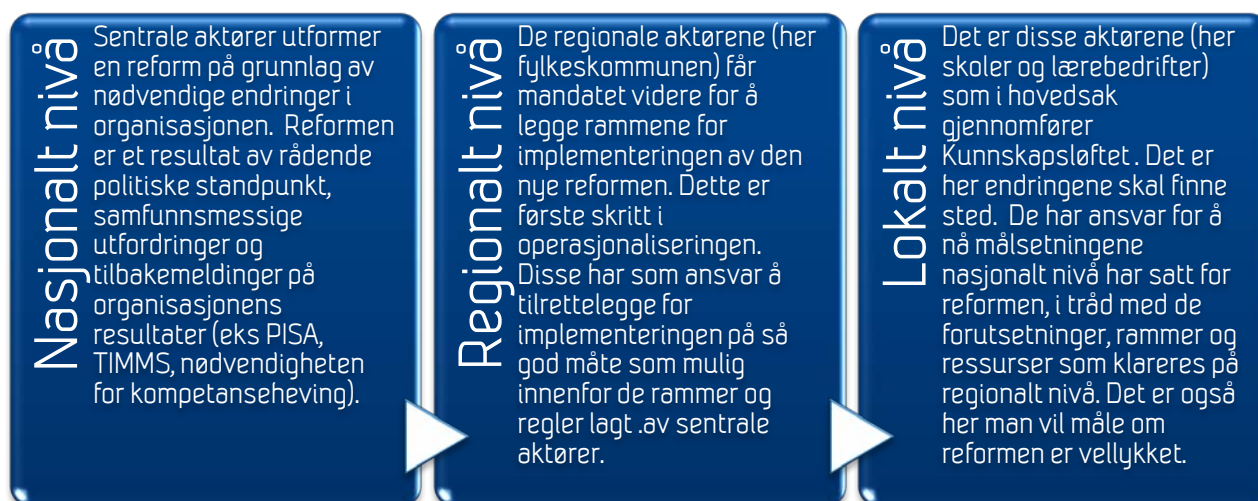 Nasjonalt nivå
Sentrale aktører utformer
en reform på grunnlag av
nødvendige endringer i
organisasjonen. Reformen
er et resultat av rådende
politiske standpunkt,
samfunnsmessige
utfordringer og
tilbakemeldinger på
organisasjonens
resultater (eks PISA,
TIMMS, nødvendigheten
for kompetanseheving).
Regionalt nivå
De regionale aktørene (her
fylkeskommunen) får
mandatet videre for å
legge rammene for
implementeringen av den
nye reformen. Dette er
første skritt i
operasjonaliseringen.
Disse har som ansvar å
tilrettelegge for
implementeringen på så
god måte som mulig
innenfor de rammer og
regler lagt .av sentrale
aktører.
Lokalt nivå
Det er disse aktørene (her
skoler og lærebedrifter)
som i hovedsak
gjennomfører
Kunnskapsløftet . Det er
her endringene skal finne
sted. De har ansvar for å
nå målsetningene
nasjonalt nivå har satt for
reformen, i tråd med de
forutsetninger, rammer og
ressurser som klareres på
regionalt nivå. Det er også
her man vil måle om
reformen er vellykket.